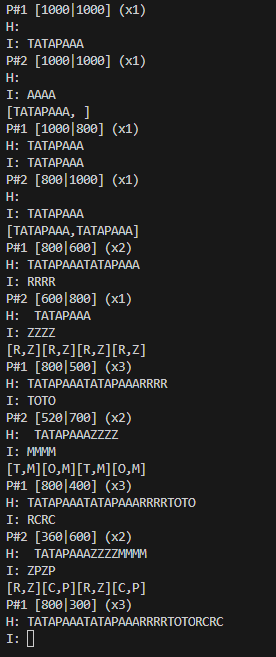 P#1 [1000|1000] (x1)
H:
I: TATAPAAA
P#2 [1000|1000] (x1)
H:
I: AAAA
[TATAPAAA, ]
P#1 [1000|800] (x1)
H: TATAPAAA
I: TATAPAAA
P#2 [800|1000] (x1)
H:
I: TATAPAAA
[TATAPAAA,TATAPAAA]
P#1 [800|600] (x2)
H: TATAPAAATATAPAAA
I: RRRR
P#2 [600|800] (x1)
H:  TATAPAAA
I: ZZZZ
[R,Z][R,Z][R,Z][R,Z]
P#1 [800|500] (x3)
H: TATAPAAATATAPAAARRRR
I: TOTO
P#2 [520|700] (x2)
H:  TATAPAAAZZZZ
I: MMMM
[T,M][O,M][T,M][O,M]
P#1 [800|400] (x3)
H: TATAPAAATATAPAAARRRRTOTO
I: RCRC
P#2 [360|600] (x2)
H:  TATAPAAAZZZZMMMM
I: ZPZP
[R,Z][C,P][R,Z][C,P]
P#1 [800|300] (x3)
H: TATAPAAATATAPAAARRRRTOTORCRC
I: